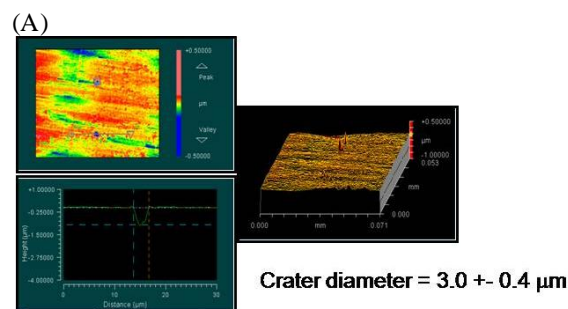 (A)
+0.50000
Peak
µm
Valley
-0.50000
+0.50000
µm
-1.00000
0.053
mm
0.000
0.000
mm
0.071
+1.00000
-0.25000
-1.50000
-2.75000
-4.00000
Height (µm)
0
10
20
30
Distance (µm)
Crater diameter = 3.0 +- 0.4 µm